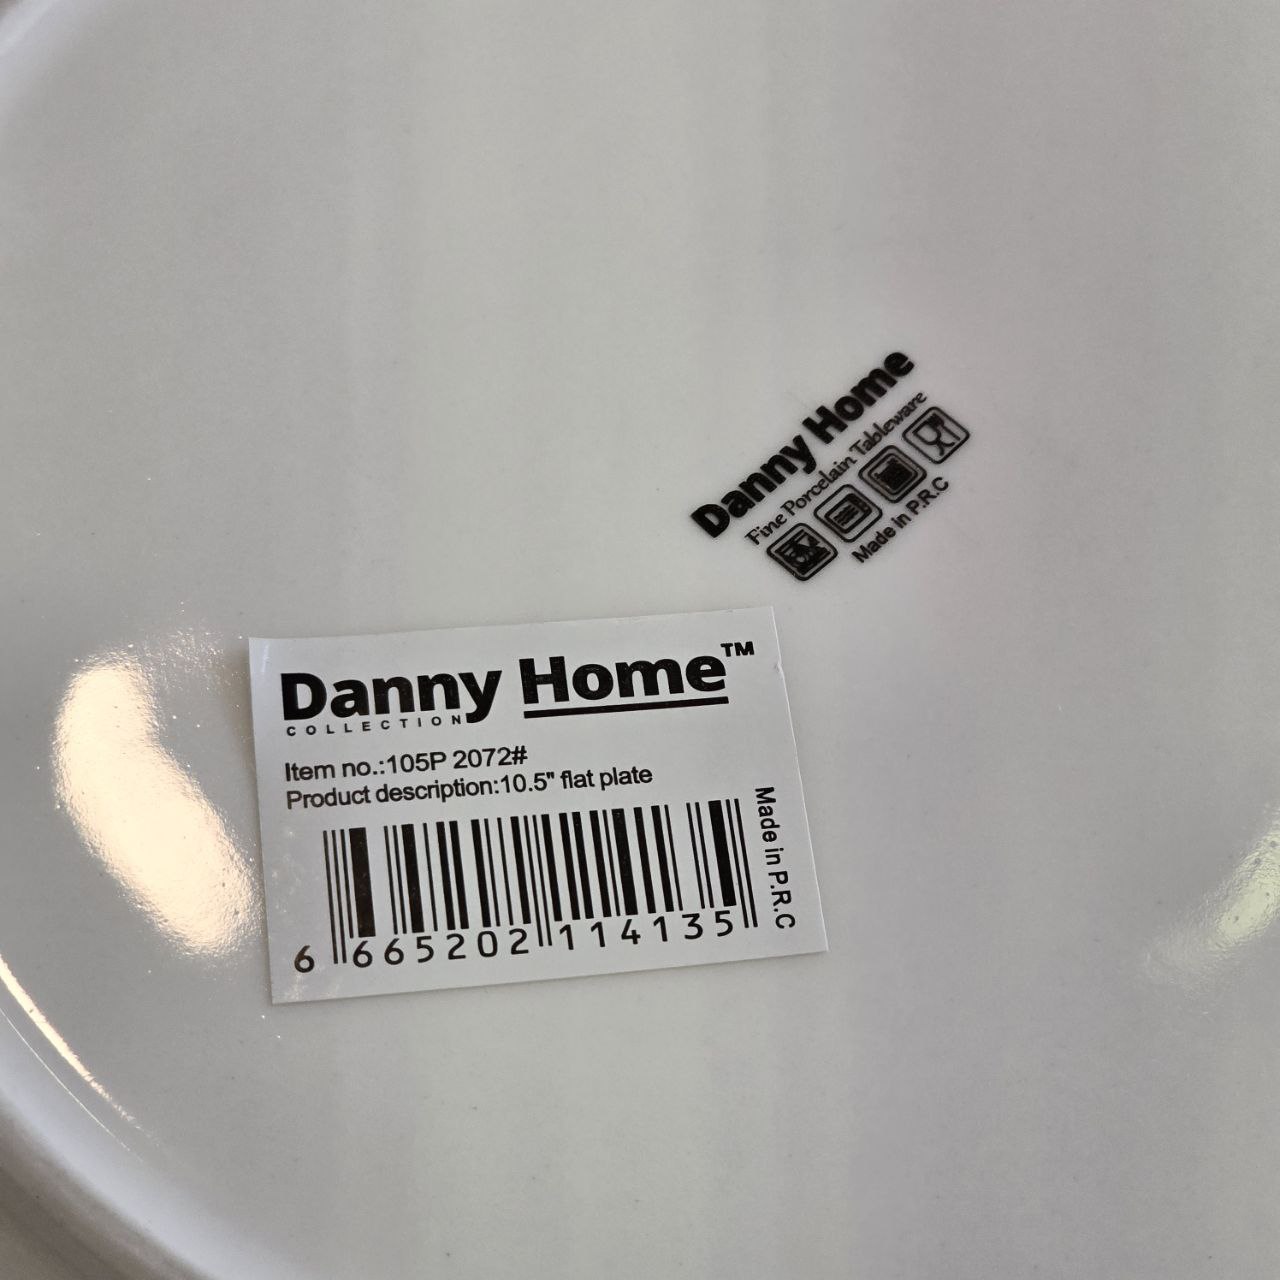 Danny Home
Fine Porcelain Tableware
Made in P.R.C
Danny Home™
COLLECTION
Item no.:105P 2072#
Product description:10.5" flat plate
Made in P.R.C
6 665202 114135